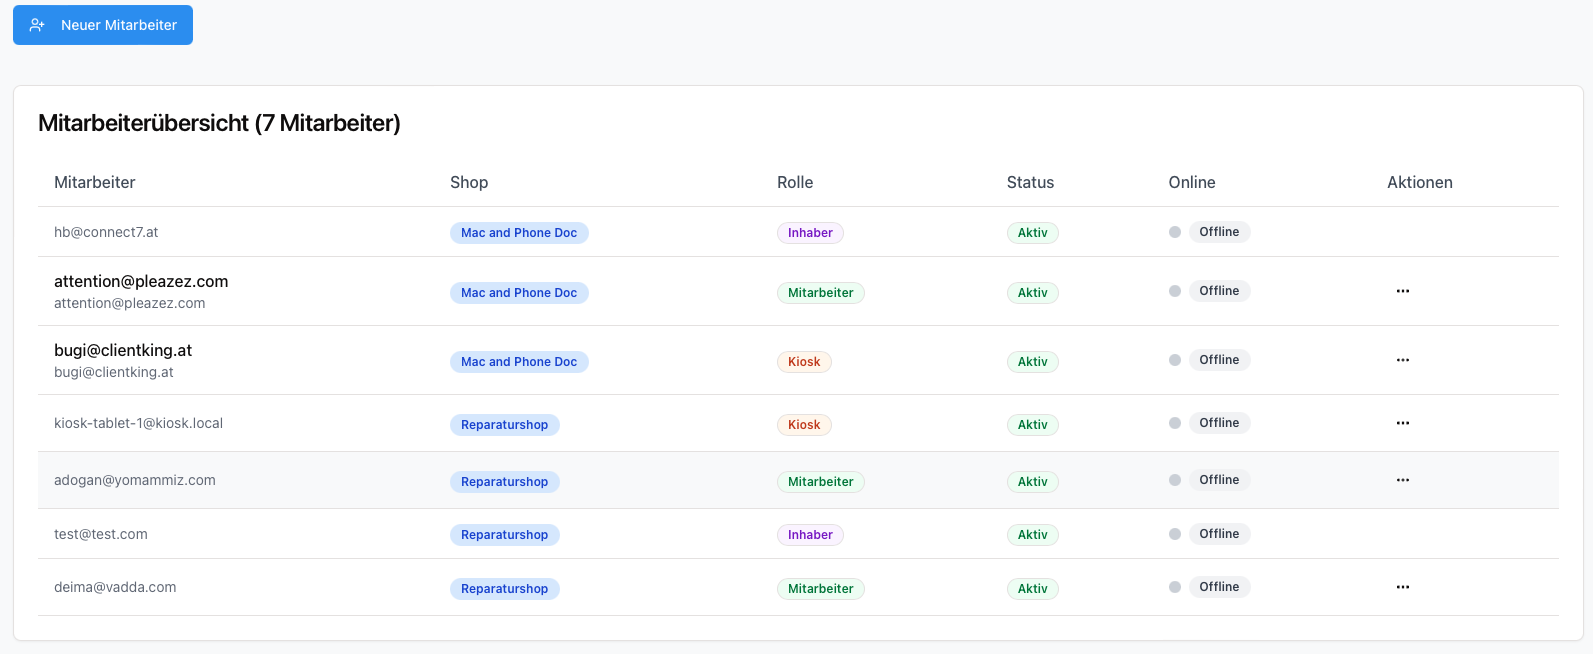 Neuer Mitarbeiter
Mitarbeiterübersicht (7 Mitarbeiter)
Mitarbeiter Shop Rolle Status Online Aktionen
hb@connect7.at Mac and Phone Doc Inhaber Aktiv Offline
attention@pleazez.com
attention@pleazez.com Mac and Phone Doc Mitarbeiter Aktiv Offline ...
bugi@clientking.at
bugi@clientking.at Mac and Phone Doc Kiosk Aktiv Offline ...
kiosk-tablet-1@kiosk.local Reparaturshop Kiosk Aktiv Offline ...
adogan@yomammiz.com Reparaturshop Mitarbeiter Aktiv Offline ...
test@test.com Reparaturshop Inhaber Aktiv Offline
deima@vadda.com Reparaturshop Mitarbeiter Aktiv Offline ...